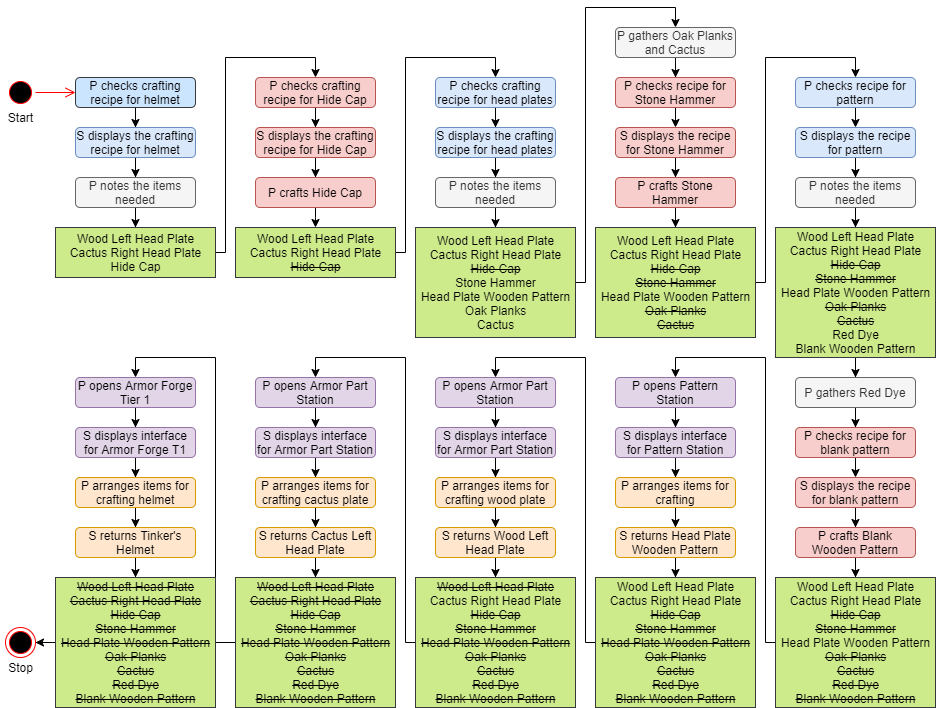 Start
P checks crafting
recipe for helmet
S displays the crafting
recipe for helmet
P notes the items
needed
Wood Left Head Plate
Cactus Right Head Plate
Hide Cap
P checks crafting
recipe for Hide Cap
S displays the crafting
recipe for Hide Cap
P crafts Hide Cap
Wood Left Head Plate
Cactus Right Head Plate
Hide Cap
P checks crafting
recipe for head plates
S displays the crafting
recipe for head plates
P notes the items
needed
Wood Left Head Plate
Cactus Right Head Plate
Hide Cap
Stone Hammer
Head Plate Wooden Pattern
Oak Planks
Cactus
P gathers Oak Planks
and Cactus
P checks recipe for
Stone Hammer
S displays the recipe
for Stone Hammer
P crafts Stone
Hammer
Wood Left Head Plate
Cactus Right Head Plate
Hide Cap
Stone Hammer
Head Plate Wooden Pattern
Oak Planks
Cactus
P checks recipe for
pattern
S displays the recipe
for pattern
P notes the items
needed
Wood Left Head Plate
Cactus Right Head Plate
Hide Cap
Stone Hammer
Head Plate Wooden Pattern
Oak Planks
Cactus
Red Dye
Blank Wooden Pattern
P gathers Red Dye
P checks recipe for
blank pattern
S displays the recipe
for blank pattern
P crafts Blank
Wooden Pattern
Wood Left Head Plate
Cactus Right Head Plate
Hide Cap
Stone Hammer
Head Plate Wooden Pattern
Oak Planks
Cactus
Red Dye
Blank Wooden Pattern
P opens Pattern
Station
S displays interface
for Pattern Station
P arranges items for
crafting
S returns Head Plate
Wooden Pattern
Wood Left Head Plate
Cactus Right Head Plate
Hide Cap
Stone Hammer
Head Plate Wooden Pattern
Oak Planks
Cactus
Red Dye
Blank Wooden Pattern
P opens Armor Part
Station
S displays interface
for Armor Part Station
P arranges items for
crafting wood plate
S returns Wood Left
Head Plate
Wood Left Head Plate
Cactus Right Head Plate
Hide Cap
Stone Hammer
Head Plate Wooden Pattern
Oak Planks
Cactus
Red Dye
Blank Wooden Pattern
P opens Armor Part
Station
S displays interface
for Armor Part Station
P arranges items for
crafting cactus plate
S returns Cactus Left
Head Plate
Wood Left Head Plate
Cactus Right Head Plate
Hide Cap
Stone Hammer
Head Plate Wooden Pattern
Oak Planks
Cactus
Red Dye
Blank Wooden Pattern
P opens Armor Forge
Tier 1
S displays interface
for Armor Forge T1
P arranges items for
crafting helmet
S returns Tinker's
Helmet
Wood Left Head Plate
Cactus Right Head Plate
Hide Cap
Stone Hammer
Head Plate Wooden Pattern
Oak Planks
Cactus
Red Dye
Blank Wooden Pattern
Stop